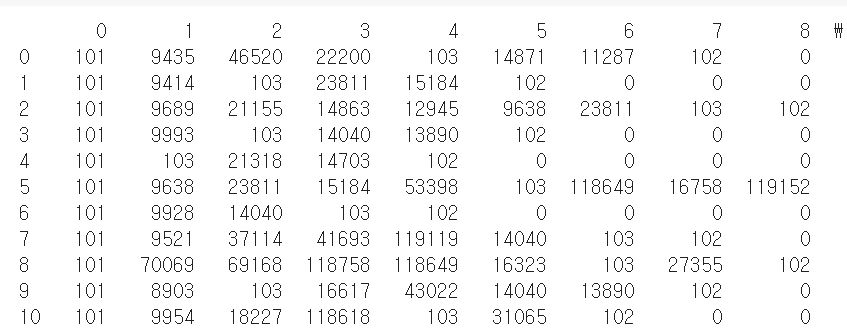 0 1 2 3 4 5 6 7 8 ₩
0 101 9435 46520 22200 103 14871 11287 102 0
1 101 9414 103 23811 15184 102 0 0 0
2 101 9689 21155 14863 12945 9638 23811 103 102
3 101 9993 103 14040 13890 102 0 0 0
4 101 103 21318 14703 102 0 0 0 0
5 101 9638 23811 15184 53398 103 118649 16758 119152
6 101 9928 14040 103 102 0 0 0 0
7 101 9521 37114 41693 119119 14040 103 102 0
8 101 70069 69168 118758 118649 16323 103 27355 102
9 101 8903 103 16617 43022 14040 13890 102 0
10 101 9954 18227 118618 103 31065 102 0 0